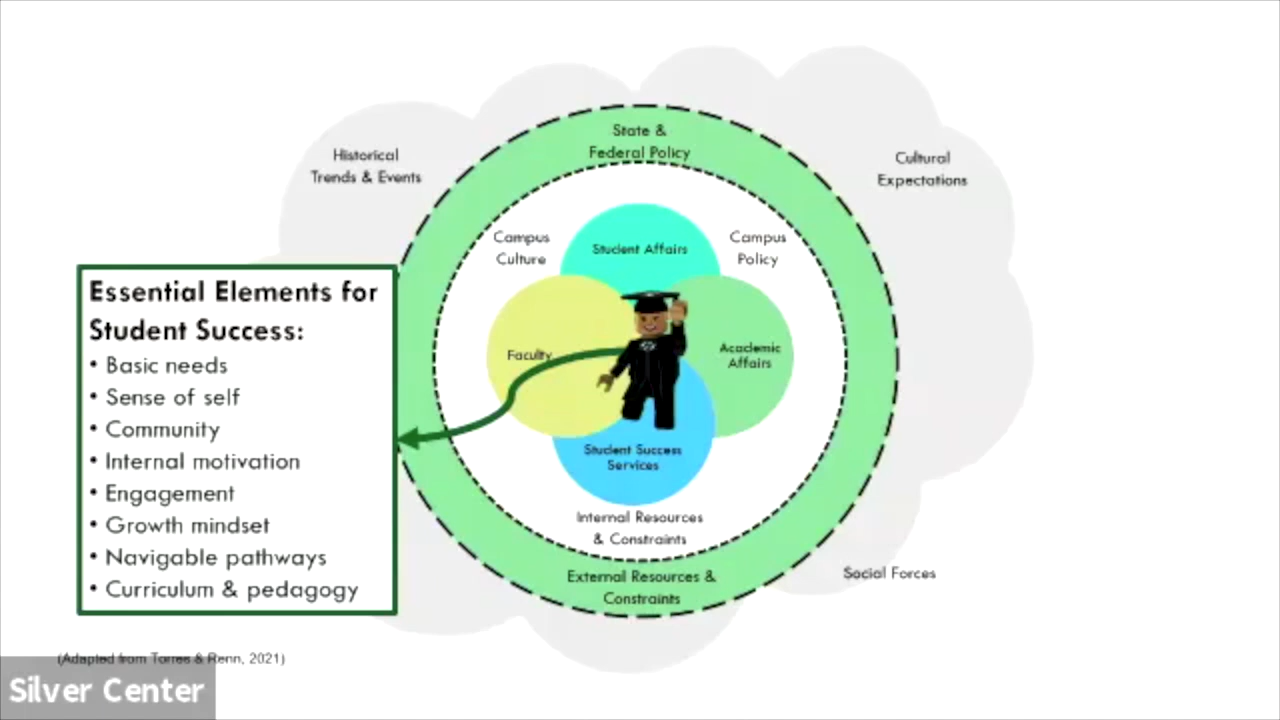 State &
Federal Policy
Historical
Trends & Events
Cultural
Expectations
Campus
Culture
Student Affairs
Campus
Policy
Essential Elements for
Student Success:
• Basic needs
• Sense of self
• Community
• Internal motivation
• Engagement
• Growth mindset
• Navigable pathways
• Curriculum & pedagogy
Faculty
Academic
Affairs
Student Success
Services
Internal Resources
& Constraints
External Resources &
Constraints
Social Forces
(Adapted from Torres & Renn, 2021)
Silver Center